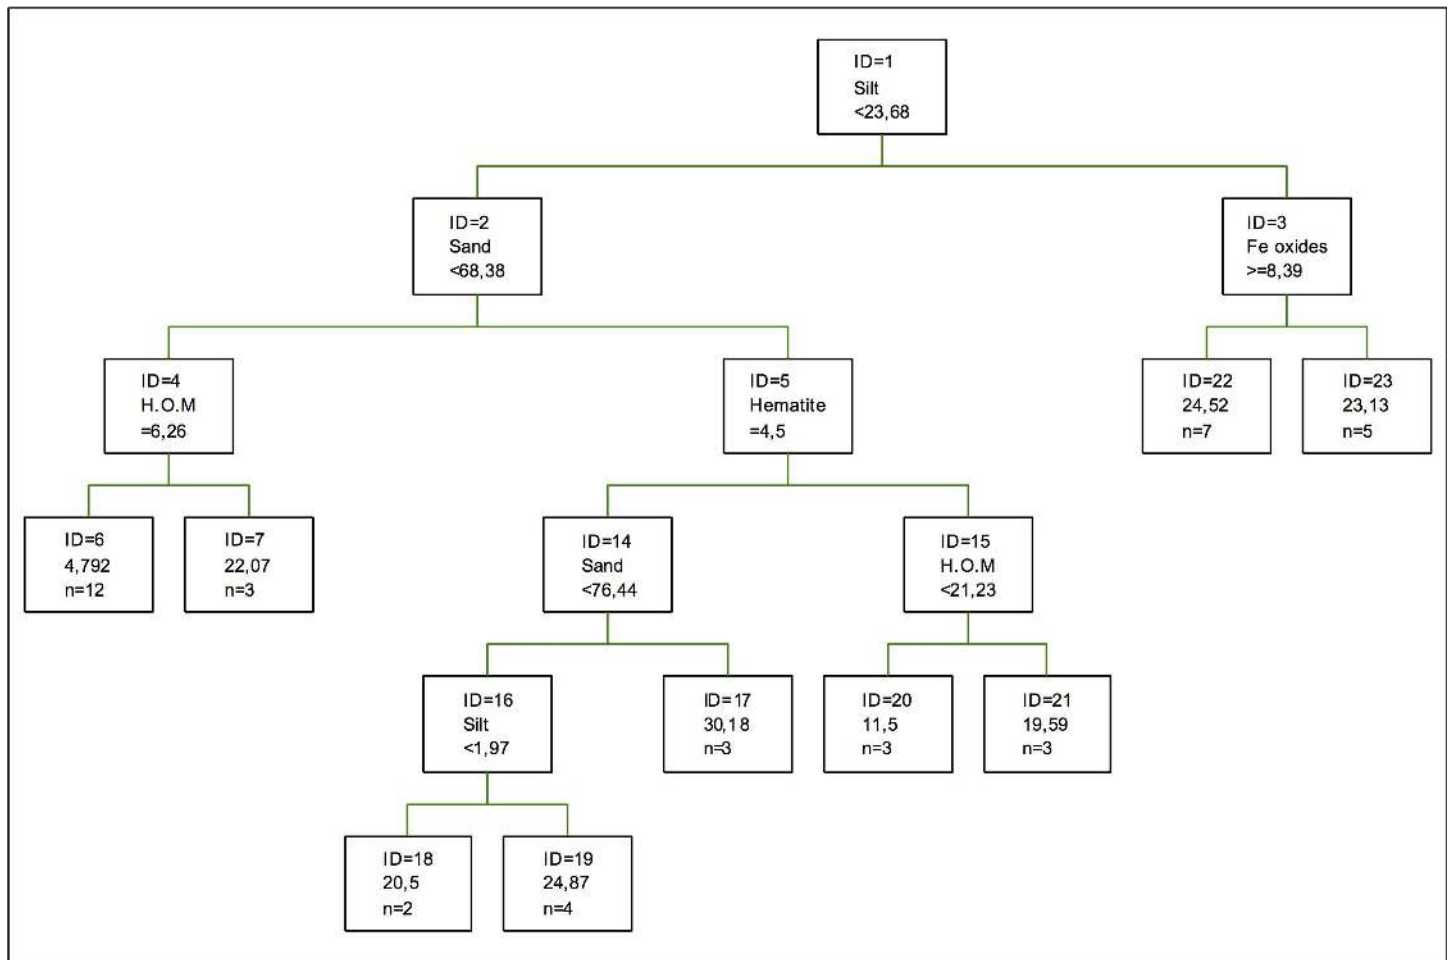 ID=1
Silt
<23,68
ID=2
Sand
<68,38
ID=3
Fe oxides
>=8,39
ID=4
H.O.M
=6,26
ID=5
Hematite
=4,5
ID=22
24,52
n=7
ID=23
23,13
n=5
ID=6
4,792
n=12
ID=7
22,07
n=3
ID=14
Sand
<76,44
ID=15
H.O.M
<21,23
ID=16
Silt
<1,97
ID=17
30,18
n=3
ID=20
11,5
n=3
ID=21
19,59
n=3
ID=18
20,5
n=2
ID=19
24,87
n=4